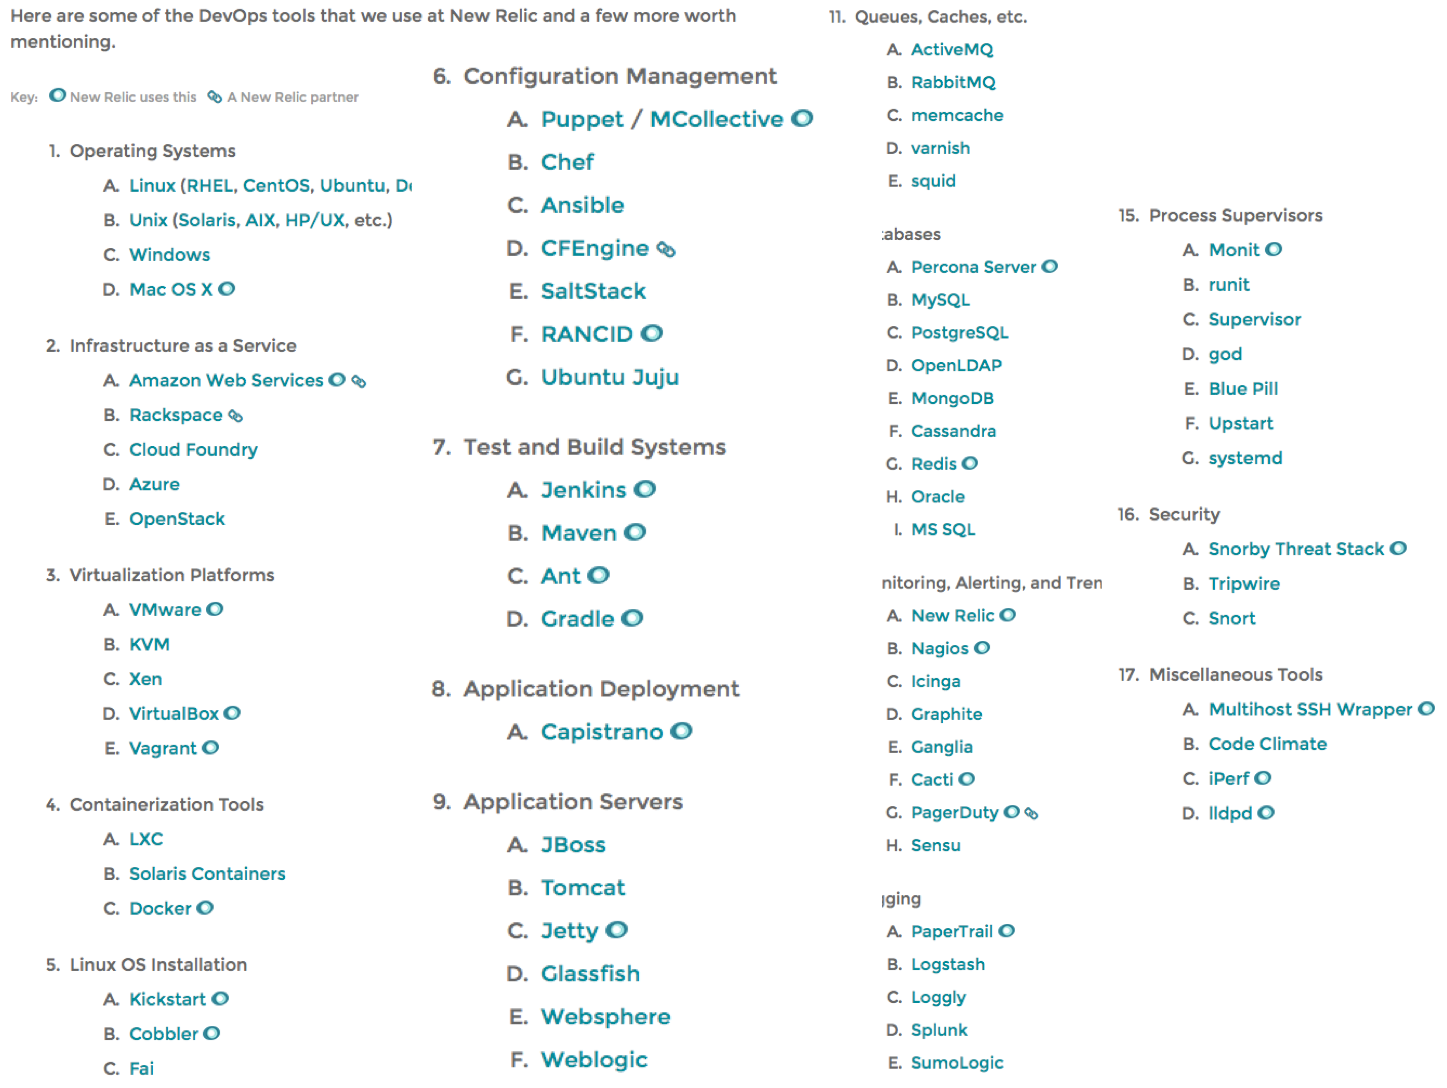 Here are some of the DevOps tools that we use at New Relic and a few more worth
mentioning.
Key: New Relic uses this A New Relic partner
1. Operating Systems
A. Linux (RHEL, CentOS, Ubuntu, De
B. Unix (Solaris, AIX, HP/UX, etc.)
C. Windows
D. Mac OS X
2. Infrastructure as a Service
A. Amazon Web Services
B. Rackspace
C. Cloud Foundry
D. Azure
E. OpenStack
3. Virtualization Platforms
A. VMware
B. KVM
C. Xen
D. VirtualBox
E. Vagrant
4. Containerization Tools
A. LXC
B. Solaris Containers
C. Docker
5. Linux OS Installation
A. Kickstart
B. Cobbler
C. Fai
6. Configuration Management
A. Puppet / MCollective
B. Chef
C. Ansible
D. CFEngine
E. SaltStack
F. RANCID
G. Ubuntu Juju
7. Test and Build Systems
A. Jenkins
B. Maven
C. Ant
D. Gradle
8. Application Deployment
A. Capistrano
9. Application Servers
A. JBoss
B. Tomcat
C. Jetty
D. Glassfish
E. Websphere
F. Weblogic
11. Queues, Caches, etc.
A. ActiveMQ
B. RabbitMQ
C. memcache
D. varnish
E. squid
abases
A. Percona Server
B. MySQL
C. PostgreSQL
D. OpenLDAP
E. MongoDB
F. Cassandra
G. Redis
H. Oracle
I. MS SQL
nitoring, Alerting, and Tren
A. New Relic
B. Nagios
C. Icinga
D. Graphite
E. Ganglia
F. Cacti
G. PagerDuty
H. Sensu
gging
A. PaperTrail
B. Logstash
C. Loggly
D. Splunk
E. SumoLogic
15. Process Supervisors
A. Monit
B. runit
C. Supervisor
D. god
E. Blue Pill
F. Upstart
G. systemd
16. Security
A. Snorby Threat Stack
B. Tripwire
C. Snort
17. Miscellaneous Tools
A. Multihost SSH Wrapper
B. Code Climate
C. iPerf
D. lldpd